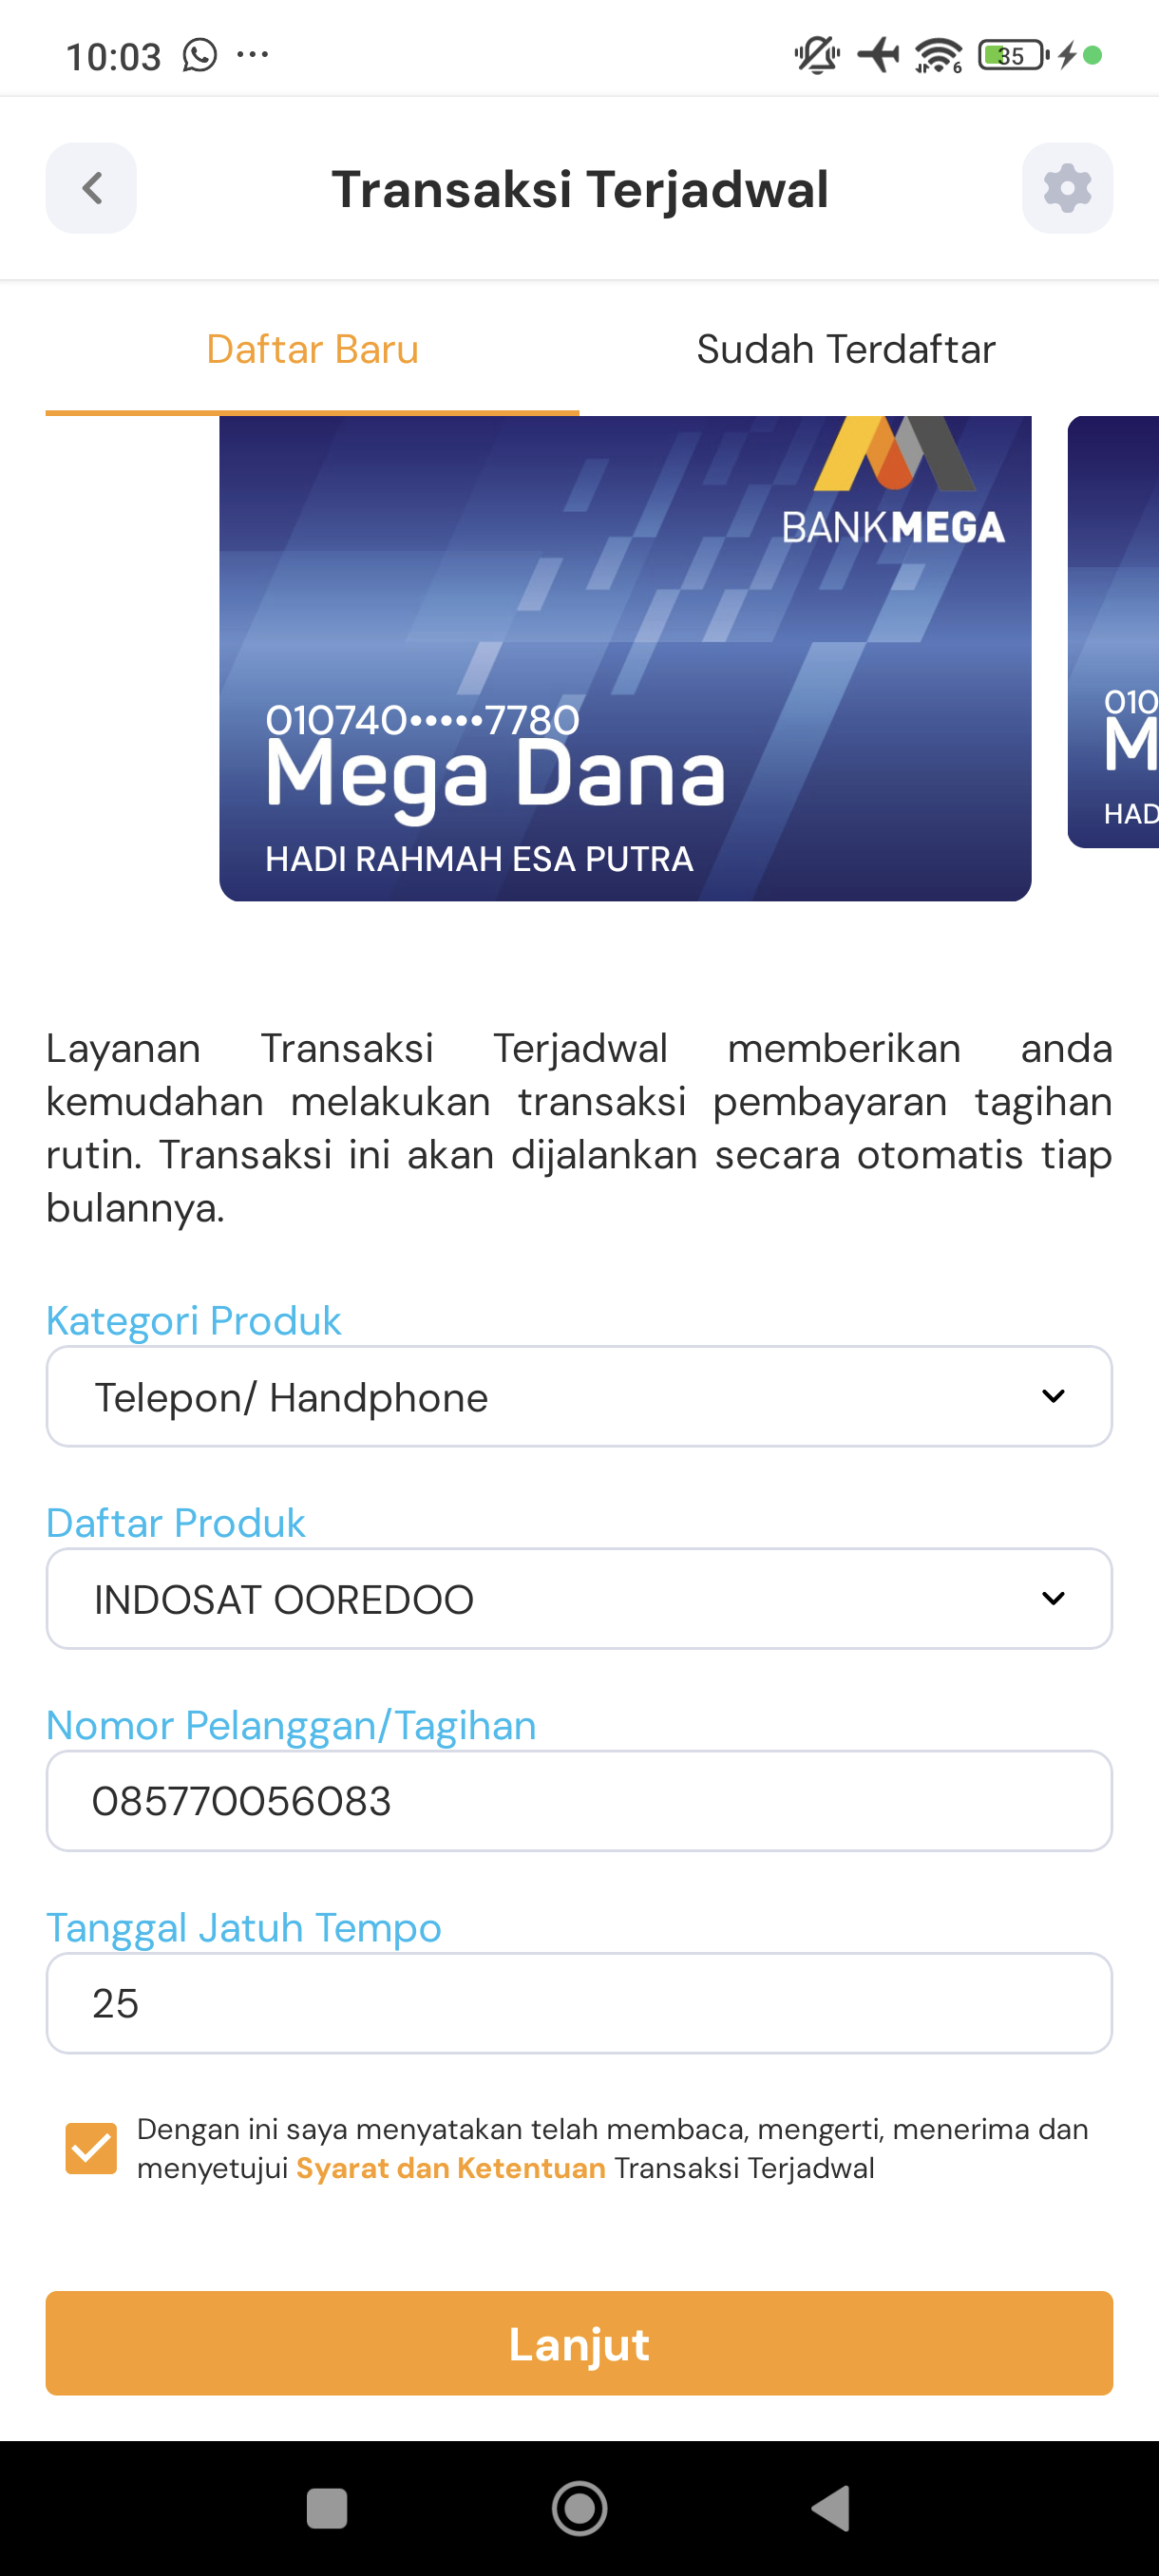 10:03
35
Transaksi Terjadwal
Daftar Baru
Sudah Terdaftar
BANKMEGA
010740•••••7780
Mega Dana
HADI RAHMAH ESA PUTRA
010
M
HAD
Layanan Transaksi Terjadwal memberikan anda
kemudahan melakukan transaksi pembayaran tagihan
rutin. Transaksi ini akan dijalankan secara otomatis tiap
bulannya.
Kategori Produk
Telepon/ Handphone
Daftar Produk
INDOSAT OOREDOO
Nomor Pelanggan/Tagihan
085770056083
Tanggal Jatuh Tempo
25
Dengan ini saya menyatakan telah membaca, mengerti, menerima dan
menyetujui Syarat dan Ketentuan Transaksi Terjadwal
Lanjut